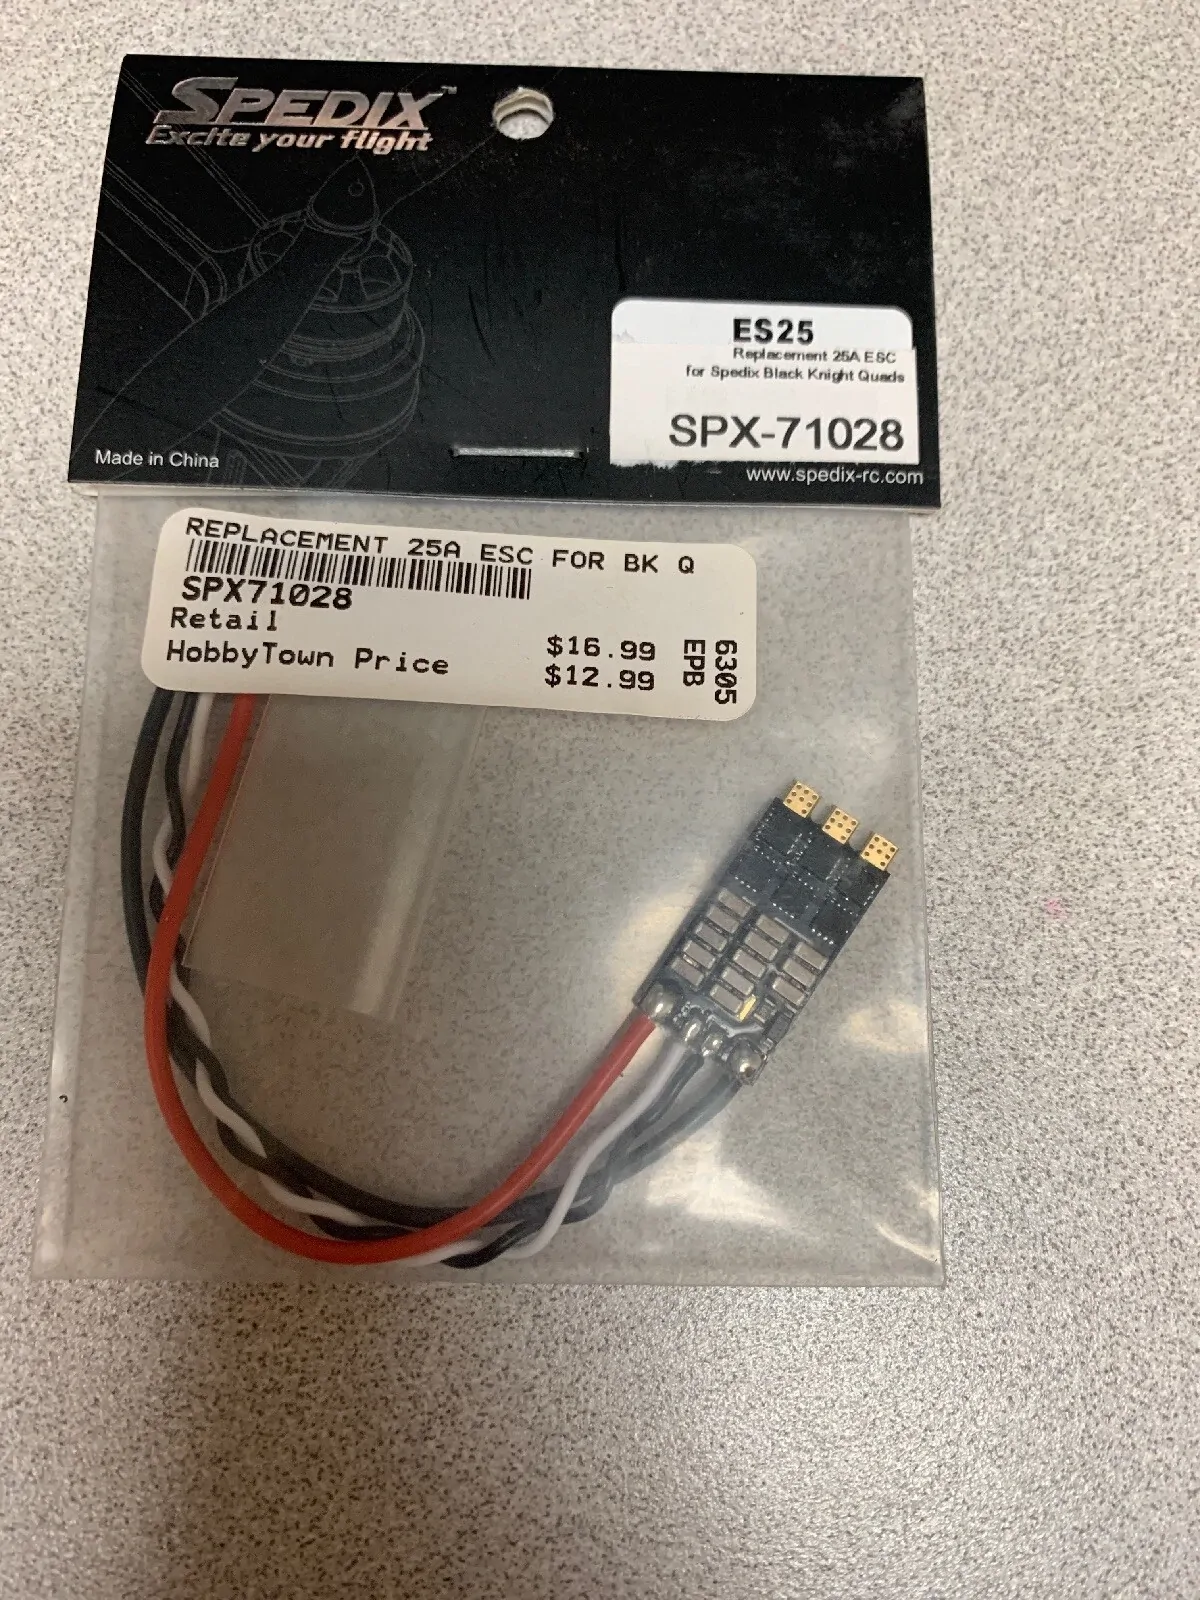 SPEDIX™
Excite your flight
ES25
Replacement 25A ESC
for Spedix Black Knight Quads
SPX-71028
Made in China
www.spedix-rc.com
REPLACEMENT 25A ESC FOR BK Q
SPX71028
Retail $16.99
HobbyTown Price $12.99
6305
EPB